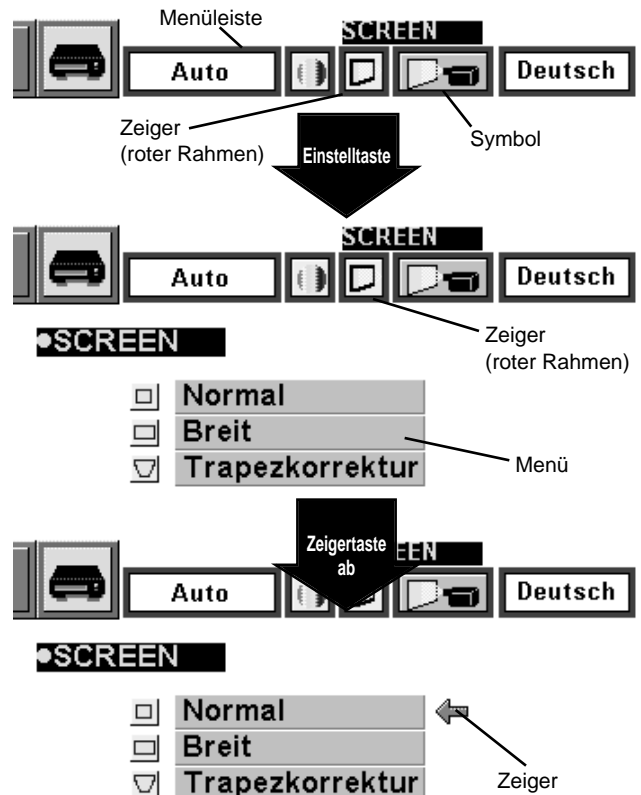 Menüleiste
SCREEN
Auto
Deutsch
Zeiger
(roter Rahmen)
Einstelltaste
Symbol
SCREEN
Auto
Deutsch
Zeiger
(roter Rahmen)
●SCREEN
Normal
Breit
Trapezkorrektur
Menü
Zeigertaste
ab
EEN
Auto
Deutsch
●SCREEN
Normal
Breit
Trapezkorrektur
Zeiger